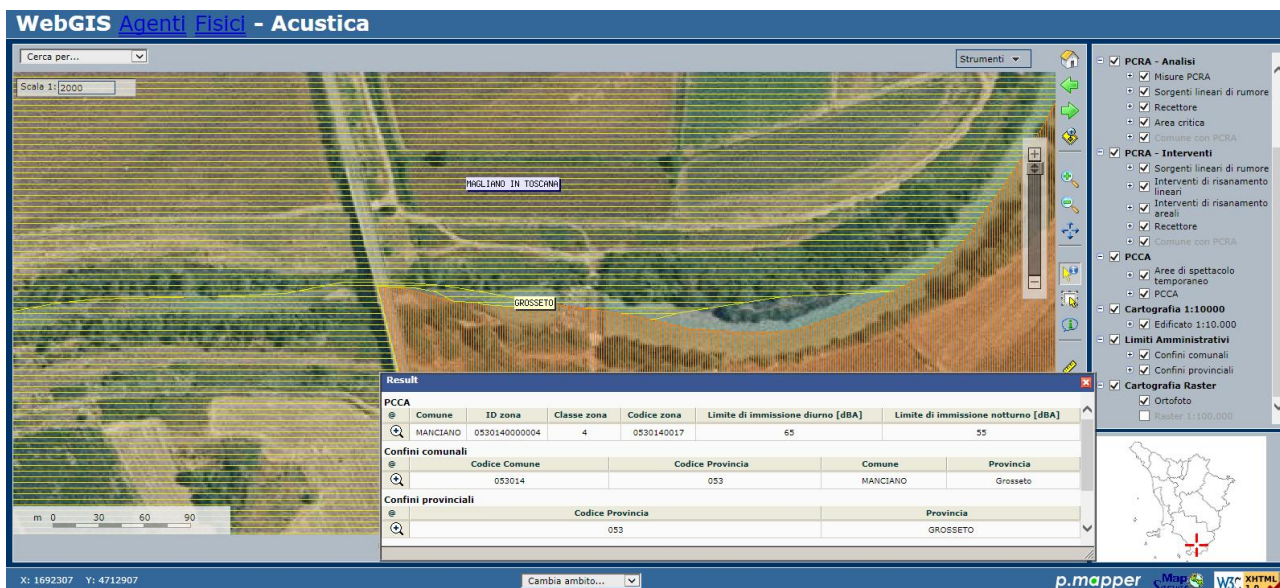 WebGIS Agenti Fisici - Acustica
Cerca per...
Strumenti
Scala 1: 2000
MAGLIANO IN TOSCANA
GROSSETO
m 0 30 60 90
PCRA - Analisi
Misure PCRA
Sorgenti lineari di rumore
Recettore
Area critica
Comune con PCRA
PCRA - Interventi
Sorgenti lineari di rumore
Interventi di risanamento
lineari
Interventi di risanamento
areali
Recettore
Comune con PCRA
PCCA
Aree di spettacolo
temporaneo
PCCA
Cartografia 1:10000
Edificato 1:10.000
Limiti Amministrativi
Confini comunali
Confini provinciali
Cartografia Raster
Ortofoto
Raster 1:100.000
Result
PCCA
@ Comune ID zona Classe zona Codice zona Limite di immissione diurno [dBA] Limite di immissione notturno [dBA]
MANCIANO 0530140000004 4 0530140017 65 55
Confini comunali
@ Codice Comune Codice Provincia Comune Provincia
053014 053 MANCIANO Grosseto
Confini provinciali
@ Codice Provincia Provincia
053 GROSSETO
X: 1692307 Y: 4712907
Cambia ambito...
p.mapper
Map
W3C XHTML
1.0